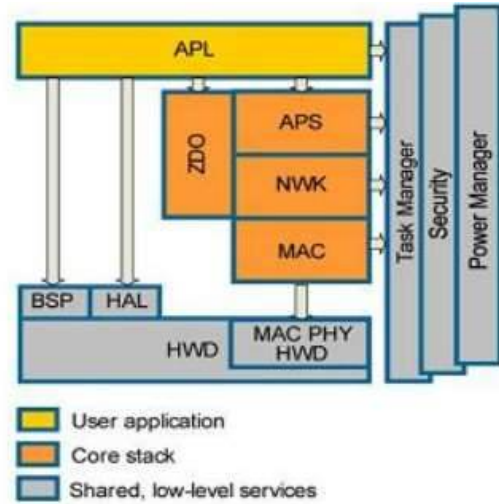 APL
ZDO
APS
NWK
MAC
BSP
HAL
HWD
MAC PHY
HWD
Task Manager
Security
Power Manager
User application
Core stack
Shared, low-level services